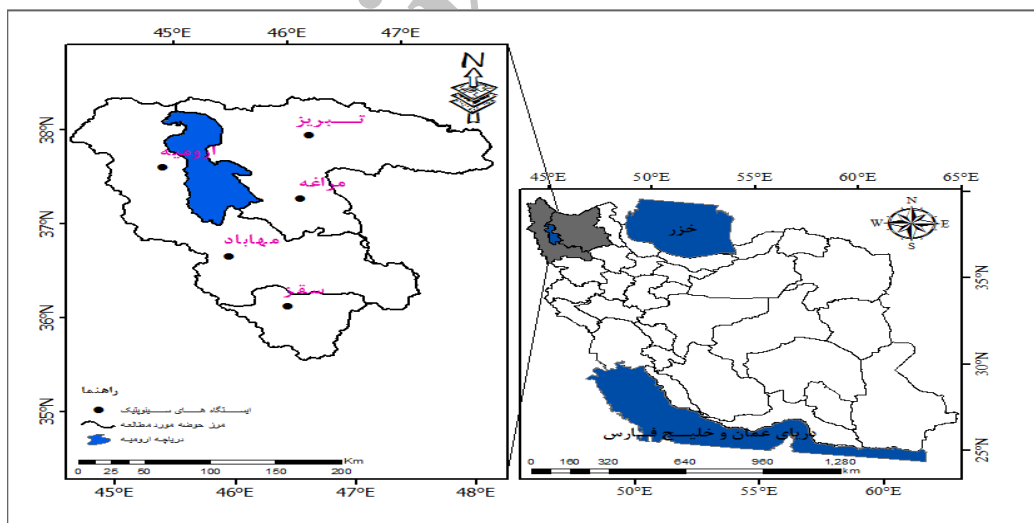 45°E 46°E 47°E
N
38°N
37°N
36°N
35°N
تبریز
ارومیه
مراغه
مهاباد
سقز
راهنما
ایستگاه های سینوپتیک
مرز حوضه مورد مطالعه
دریاچه ارومیه
0 25 50 100 150 200 Km
45°E 46°E 47°E 48°E
45°E 50°E 55°E 60°E 65°E
خزر
N
W E
S
35°N
30°N
25°N
دریای عمان و خلیج فارس
0 160 320 640 960 1,280 km
50°E 55°E 60°E